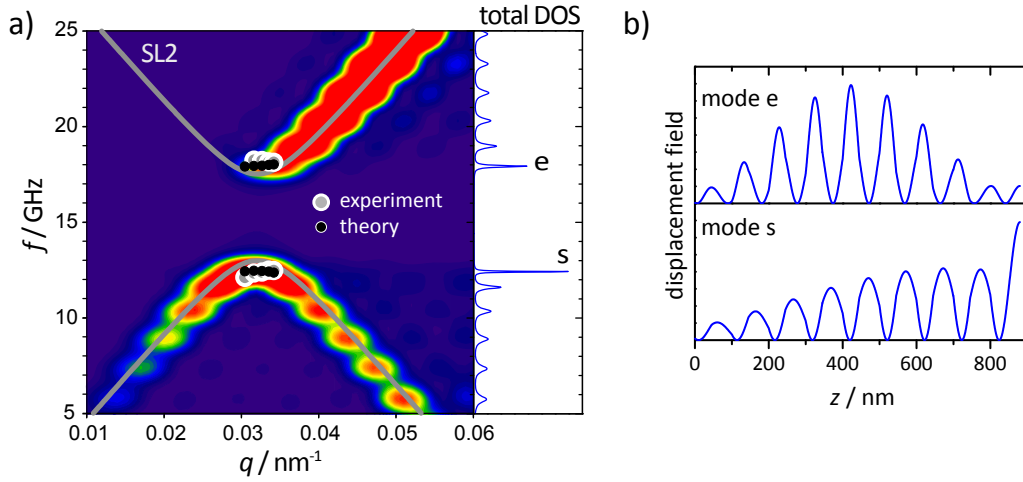 a)
total DOS
b)
SL2
25
20
15
10
5
f / GHz
experiment
theory
e
s
0.01 0.02 0.03 0.04 0.05 0.06
q / nm⁻¹
mode e
mode s
displacement field
0 200 400 600 800
z / nm